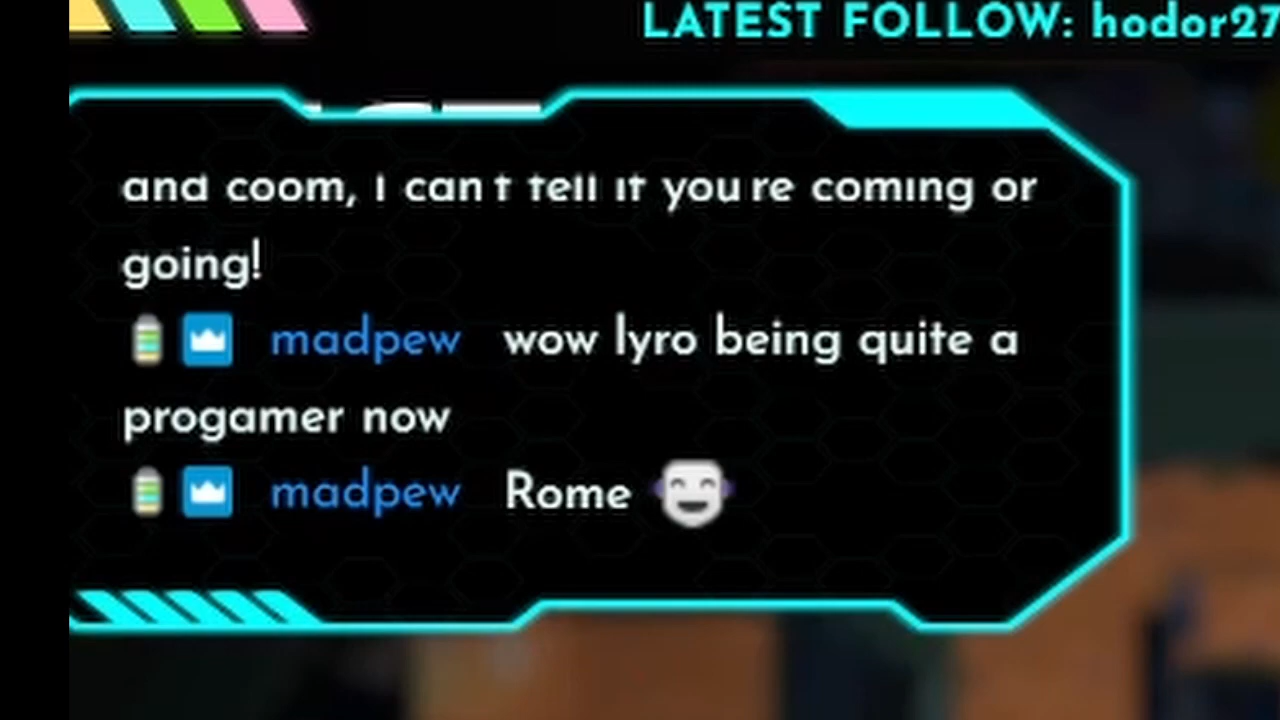 LATEST FOLLOW: hodor27
and coom, I can't tell if you're coming or
going!
madpew wow lyro being quite a
progamer now
madpew Rome